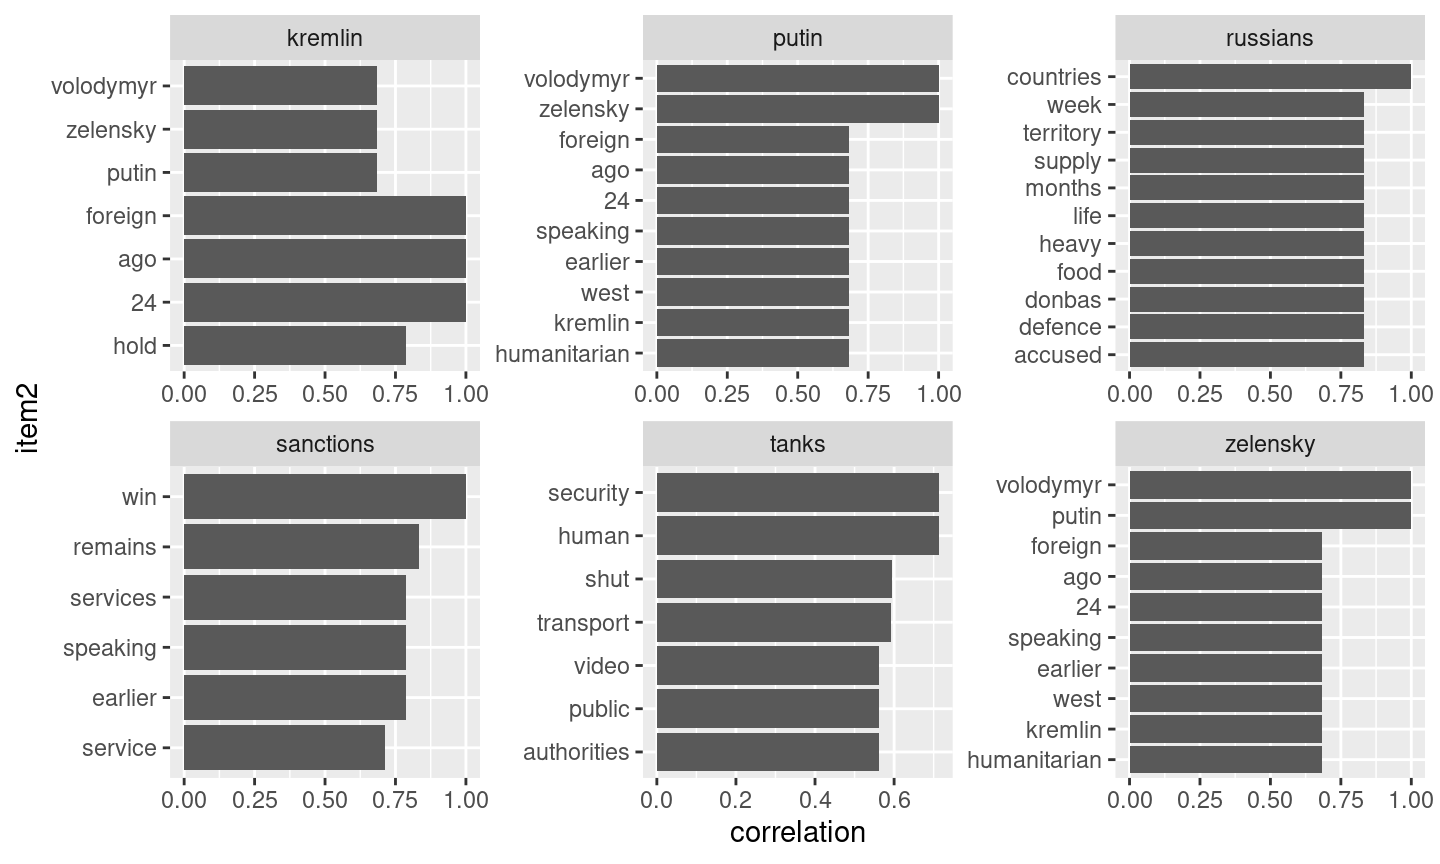 kremlin
volodymyr
zelensky
putin
foreign
ago
24
hold
0.00 0.25 0.50 0.75 1.00
putin
volodymyr
zelensky
foreign
ago
24
speaking
earlier
west
kremlin
humanitarian
0.00 0.25 0.50 0.75 1.00
russians
countries
week
territory
supply
months
life
heavy
food
donbas
defence
accused
0.00 0.25 0.50 0.75 1.00
item2
sanctions
win
remains
services
speaking
earlier
service
0.00 0.25 0.50 0.75 1.00
tanks
security
human
shut
transport
video
public
authorities
0.0 0.2 0.4 0.6
zelensky
volodymyr
putin
foreign
ago
24
speaking
earlier
west
kremlin
humanitarian
0.00 0.25 0.50 0.75 1.00
correlation